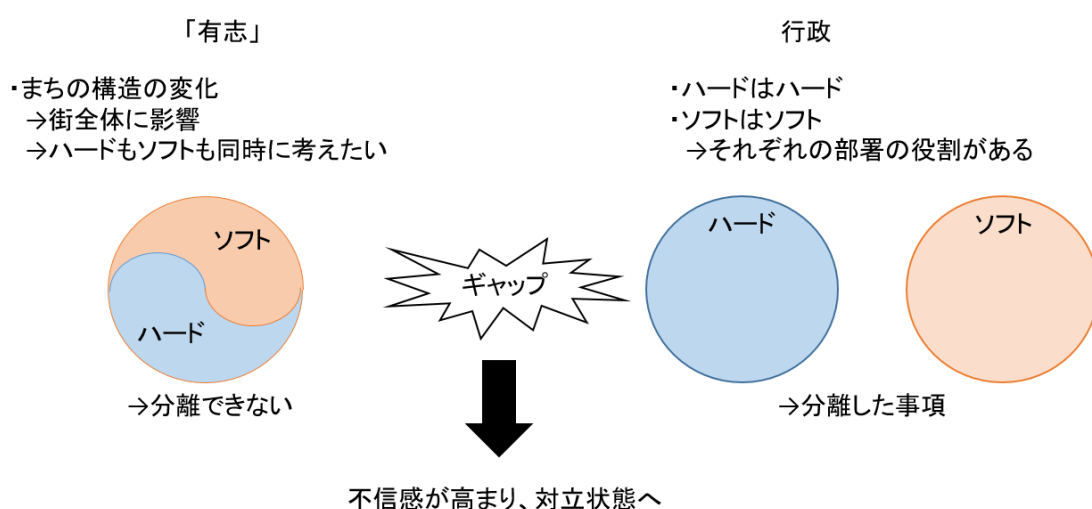 「有志」
・まちの構造の変化
→街全体に影響
→ハードもソフトも同時に考えたい
ソフト
ハード
→分離できない
ギャップ
行政
・ハードはハード
・ソフトはソフト
→それぞれの部署の役割がある
ハード
ソフト
→分離した事項
不信感が高まり、対立状態へ